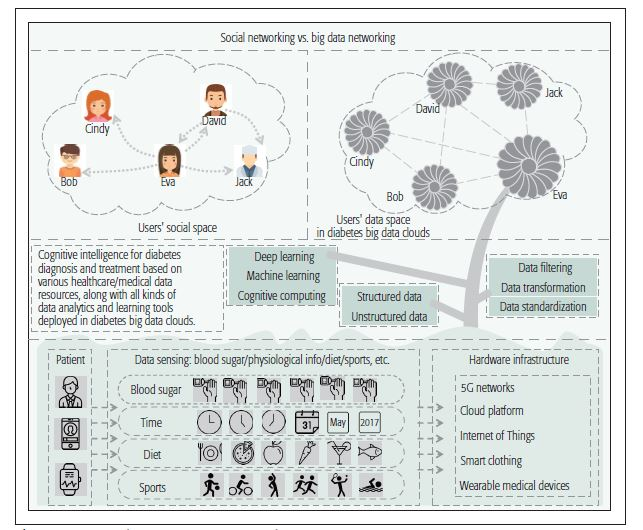 Social networking vs. big data networking
Cindy
David
Bob
Eva
Jack
Users' social space
David
Jack
Cindy
Bob
Eva
Users' data space
in diabetes big data clouds
Cognitive intelligence for diabetes
diagnosis and treatment based on
various healthcare/medical data
resources, along with all kinds of
data analytics and learning tools
deployed in diabetes big data clouds.
Deep learning
Machine learning
Cognitive computing
Structured data
Unstructured data
Data filtering
Data transformation
Data standardization
Patient
Data sensing: blood sugar/physiological info/diet/sports, etc.
Hardware infrastructure
Blood sugar
Time
31
May
2017
Diet
Sports
5G networks
Cloud platform
Internet of Things
Smart clothing
Wearable medical devices